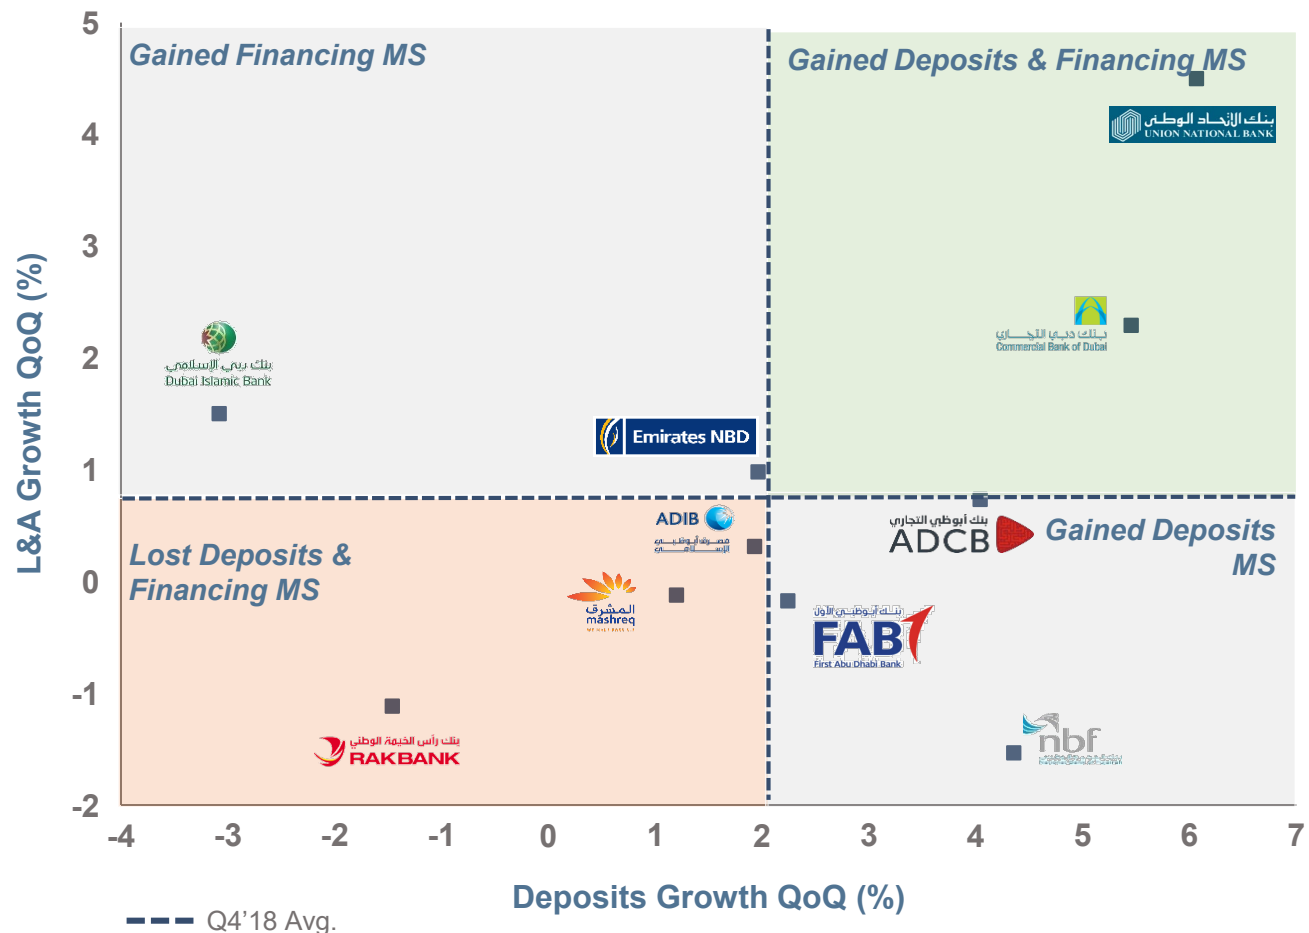 5
Gained Financing MS
Gained Deposits & Financing MS
بنك الاتحاد الوطني
UNION NATIONAL BANK
4
3
L&A Growth QoQ (%)
بنك دبي التجاري
Commercial Bank of Dubai
2
بنك دبي الإسلامي
Dubai Islamic Bank
Emirates NBD
1
ADIB
مصرف أبوظبي
الإسلامي
بنك أبوظبي التجاري
ADCB
Gained Deposits
MS
Lost Deposits &
Financing MS
0
المشرق
mashreq
بنك أبوظبي الأول
FAB
First Abu Dhabi Bank
-1
بنك رأس الخيمة الوطني
RAKBANK
nbf
-2
-4 -3 -2 -1 0 1 2 3 4 5 6 7
Deposits Growth QoQ (%)
Q4’18 Avg.